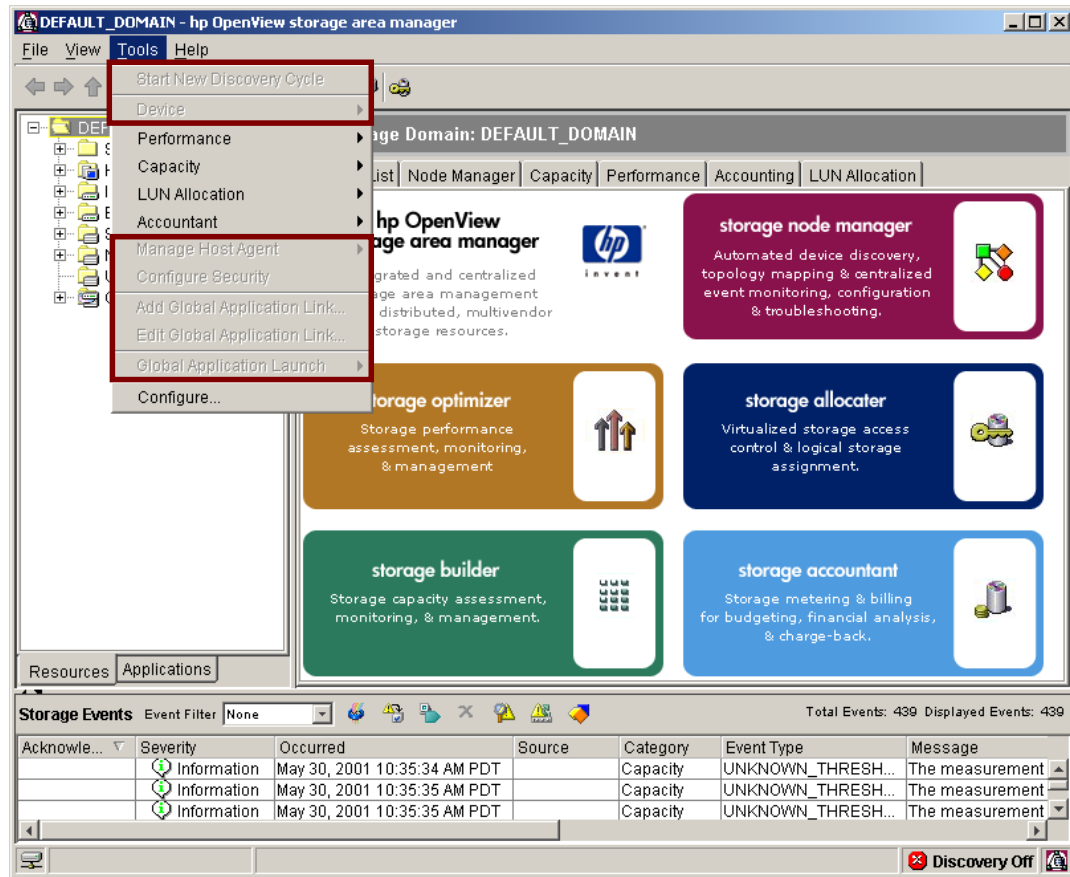 DEFAULT_DOMAIN - hp OpenView storage area manager
File View Tools Help
Start New Discovery Cycle
Device
Performance
Capacity
LUN Allocation
Accountant
Manage Host Agent
Configure Security
Add Global Application Link...
Edit Global Application Link...
Global Application Launch
Configure...
DEF
age Domain: DEFAULT_DOMAIN
List Node Manager Capacity Performance Accounting LUN Allocation
hp OpenView
age area manager
grated and centralized
age area management
distributed, multivendor
storage resources.
hp
invent
storage node manager
Automated device discovery,
topology mapping & centralized
event monitoring, configuration
& troubleshooting.
torage optimizer
Storage performance
assessment, monitoring,
& management
storage allocater
Virtualized storage access
control & logical storage
assignment.
storage builder
Storage capacity assessment,
monitoring, & management.
storage accountant
Storage metering & billing
for budgeting, financial analysis,
& charge-back.
Resources Applications
Storage Events Event Filter None Total Events: 439 Displayed Events: 439
Acknowle... Severity Occurred Source Category Event Type Message
Information May 30, 2001 10:35:34 AM PDT Capacity UNKNOWN_THRESH... The measurement
Information May 30, 2001 10:35:35 AM PDT Capacity UNKNOWN_THRESH... The measurement
Information May 30, 2001 10:35:35 AM PDT Capacity UNKNOWN_THRESH... The measurement
Discovery Off